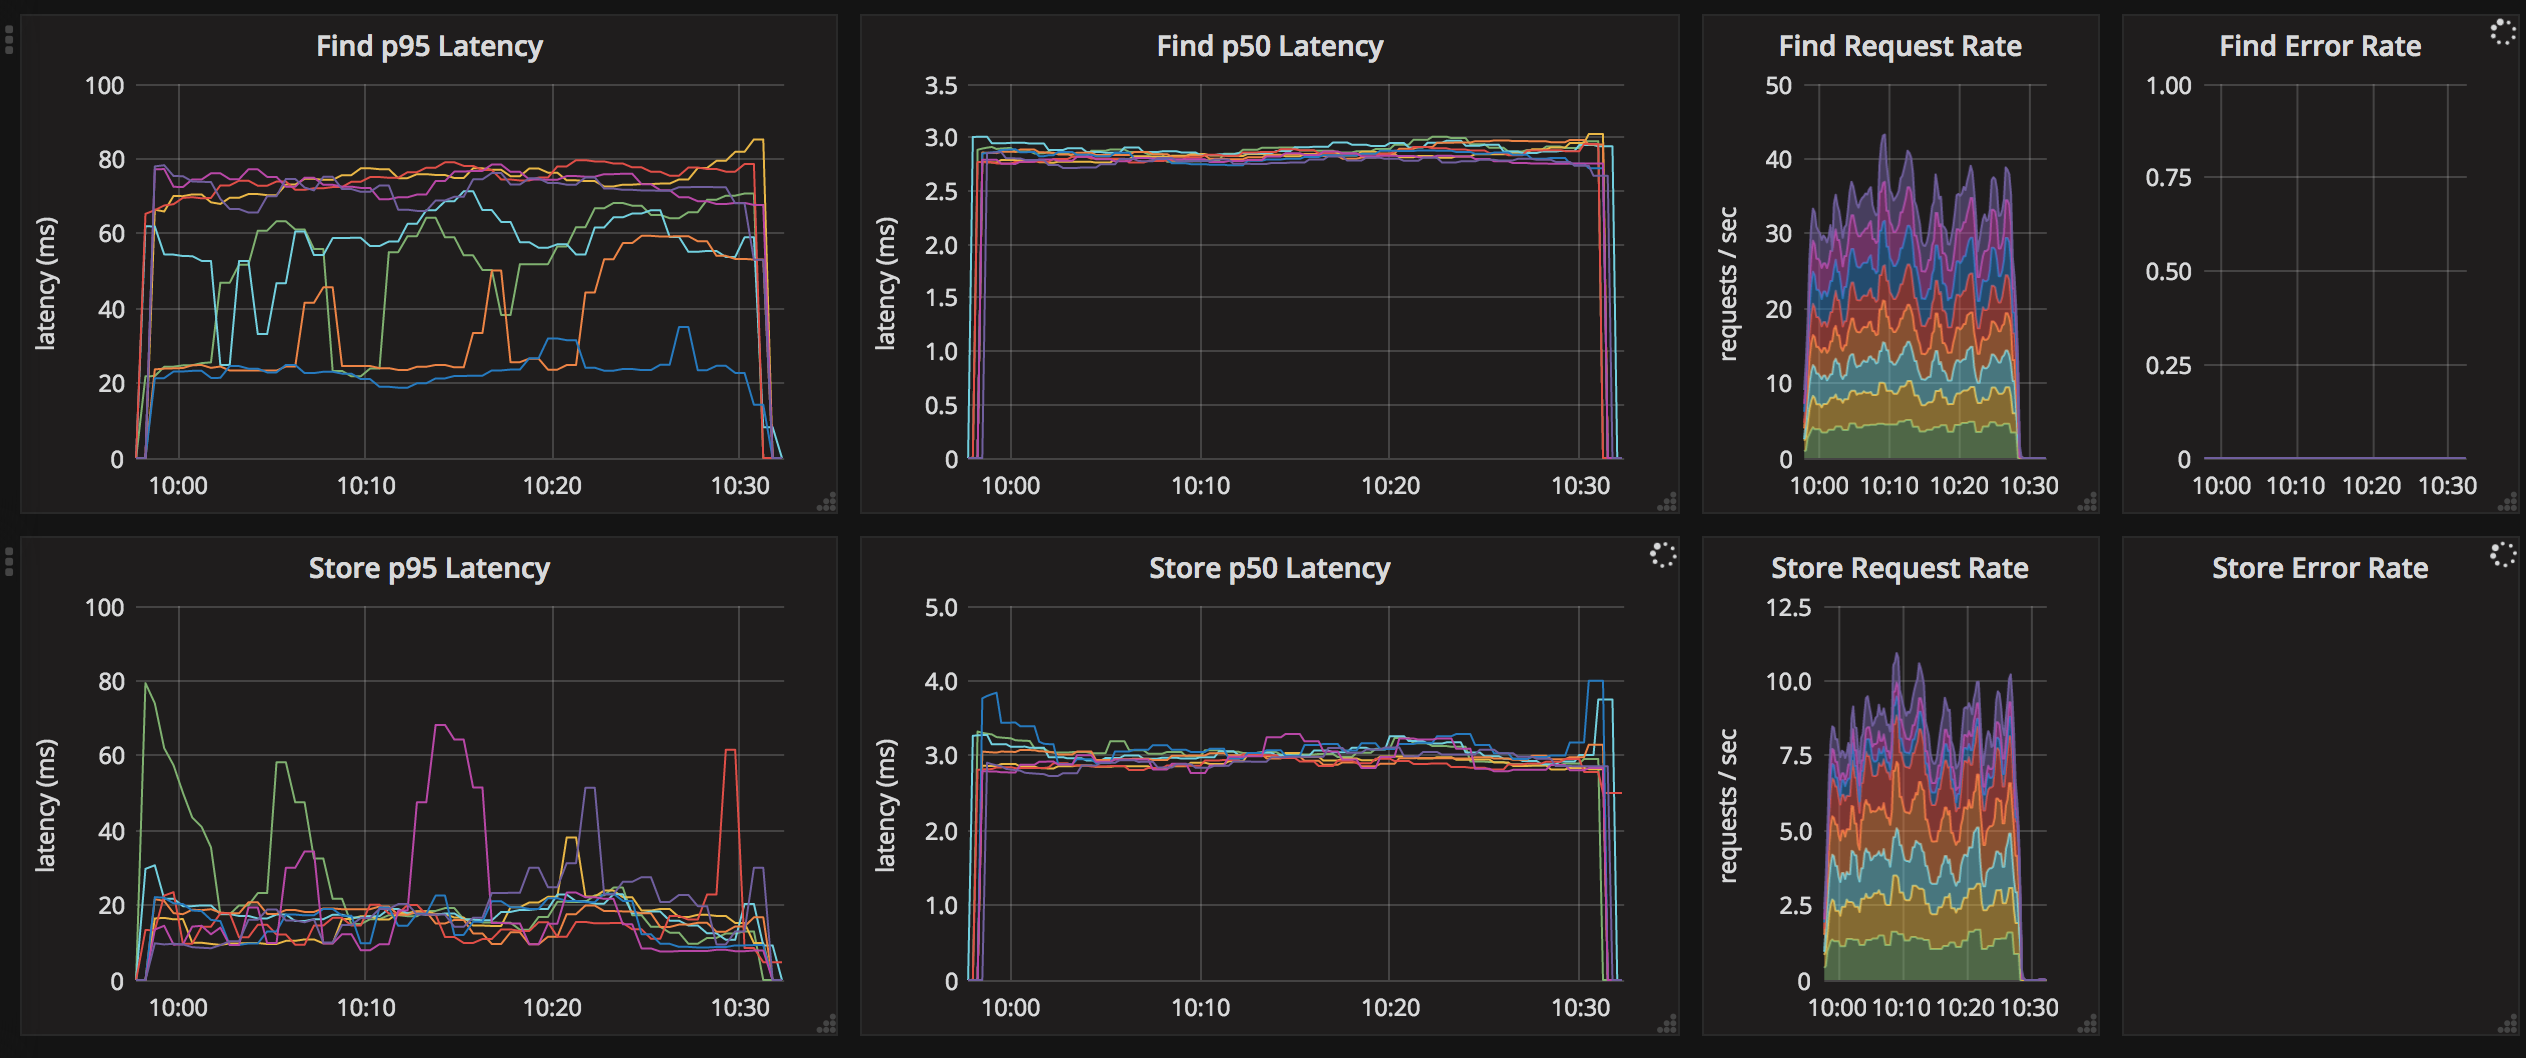 Find p95 Latency
100
80
60
40
20
0
latency (ms)
10:00 10:10 10:20 10:30
Find p50 Latency
3.5
3.0
2.5
2.0
1.5
1.0
0.5
0
latency (ms)
10:00 10:10 10:20 10:30
Find Request Rate
50
40
30
20
10
0
requests / sec
10:00 10:10 10:20 10:30
Find Error Rate
1.00
0.75
0.50
0.25
0
10:00 10:10 10:20 10:30
Store p95 Latency
100
80
60
40
20
0
latency (ms)
10:00 10:10 10:20 10:30
Store p50 Latency
5.0
4.0
3.0
2.0
1.0
0
latency (ms)
10:00 10:10 10:20 10:30
Store Request Rate
12.5
10.0
7.5
5.0
2.5
0
requests / sec
10:00 10:10 10:20 10:30
Store Error Rate